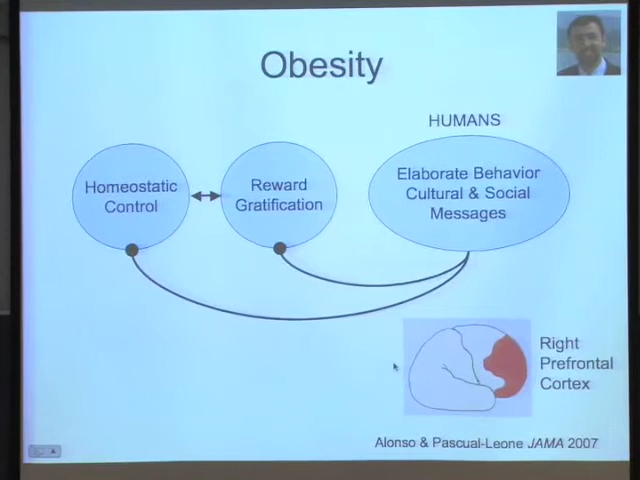 Obesity
HUMANS
Homeostatic
Control
Reward
Gratification
Elaborate Behavior
Cultural & Social
Messages
Right
Prefrontal
Cortex
Alonso & Pascual-Leone JAMA 2007